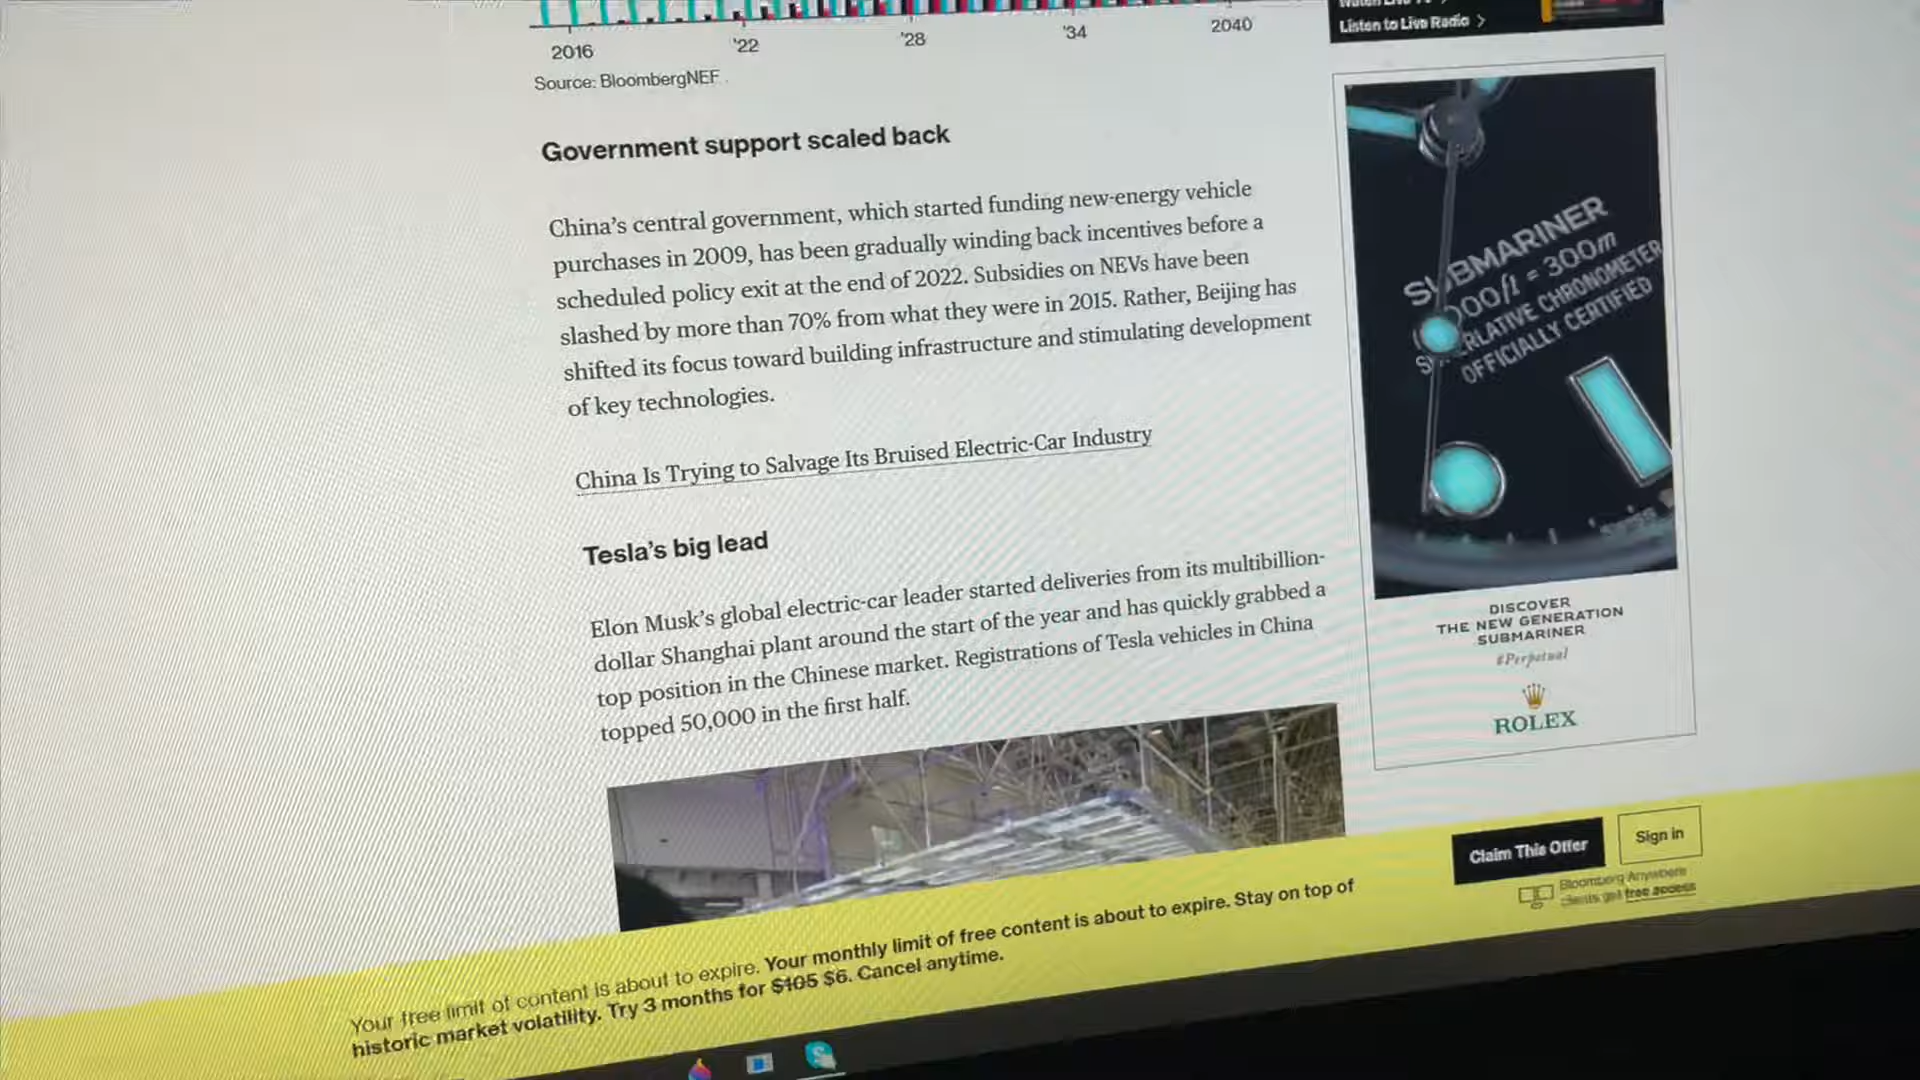 2016 '22 '28 '34 2040
Source: BloombergNEF
Listen to Live Radio >
Government support scaled back
China's central government, which started funding new-energy vehicle
purchases in 2009, has been gradually winding back incentives before a
scheduled policy exit at the end of 2022. Subsidies on NEVs have been
slashed by more than 70% from what they were in 2015. Rather, Beijing has
shifted its focus toward building infrastructure and stimulating development
of key technologies.
China Is Trying to Salvage Its Bruised Electric-Car Industry
Tesla's big lead
Elon Musk's global electric-car leader started deliveries from its multibillion-
dollar Shanghai plant around the start of the year and has quickly grabbed a
top position in the Chinese market. Registrations of Tesla vehicles in China
topped 50,000 in the first half.
SUBMARINER
= 300m
CHRONOMETER
OFFICIALLY CERTIFIED
DISCOVER
THE NEW GENERATION
SUBMARINER
#Perpetual
ROLEX
Your free limit of content is about to expire. Your monthly limit of free content is about to expire. Stay on top of
historic market volatility. Try 3 months for $105 $6. Cancel anytime.
Claim This Offer
Sign in
Bloomberg Anywhere
clients get free access